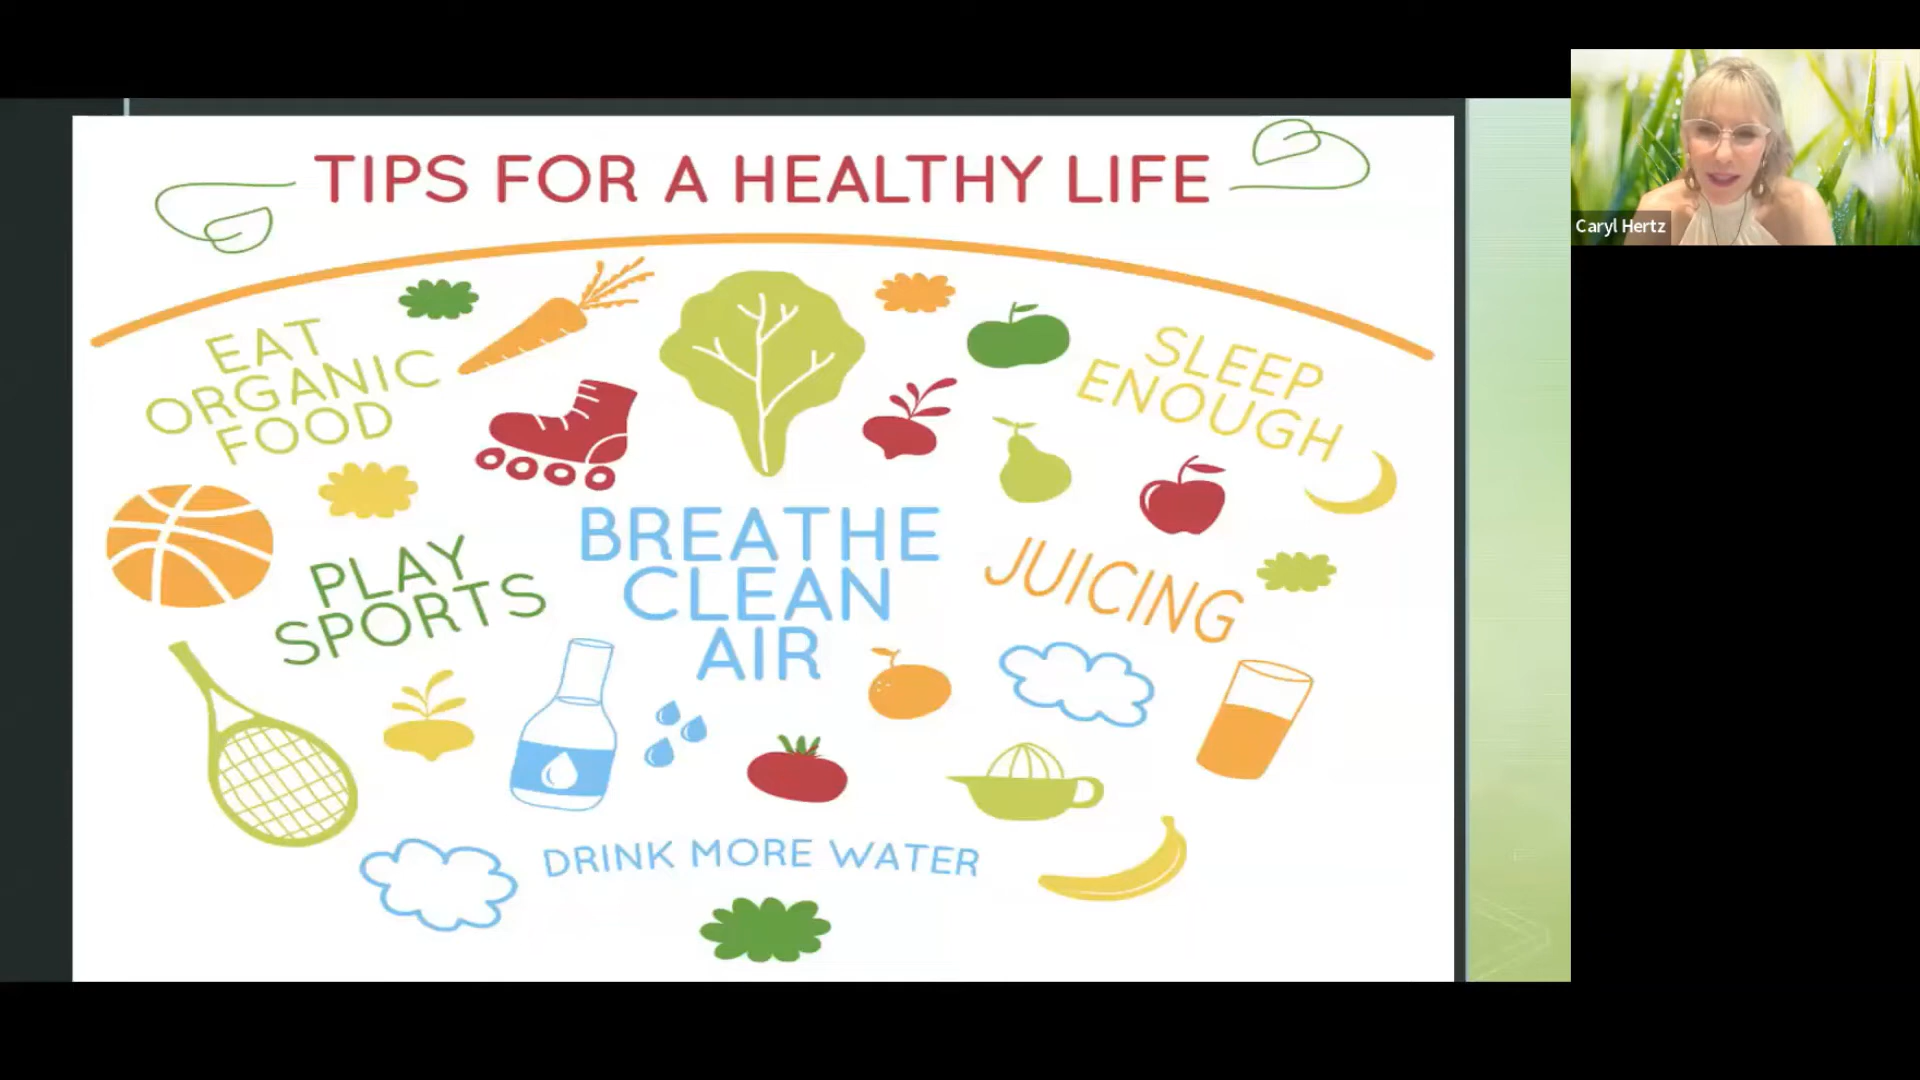 TIPS FOR A HEALTHY LIFE
EAT
ORGANIC
FOOD
SLEEP
ENOUGH
PLAY
SPORTS
BREATHE
CLEAN
AIR
JUICING
DRINK MORE WATER
Caryl Hertz